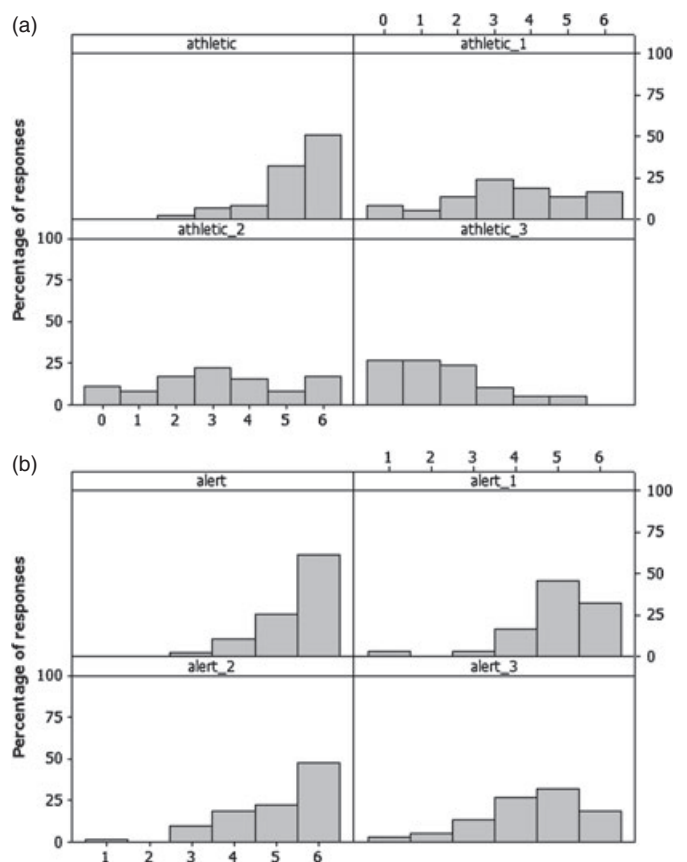 (a)
0 1 2 3 4 5 6
athletic athletic_1
100
75
50
25
0
Percentage of responses
athletic_2 athletic_3
100
75
50
25
0
0 1 2 3 4 5 6
(b)
1 2 3 4 5 6
alert alert_1
100
75
50
25
0
Percentage of responses
alert_2 alert_3
100
75
50
25
0
1 2 3 4 5 6